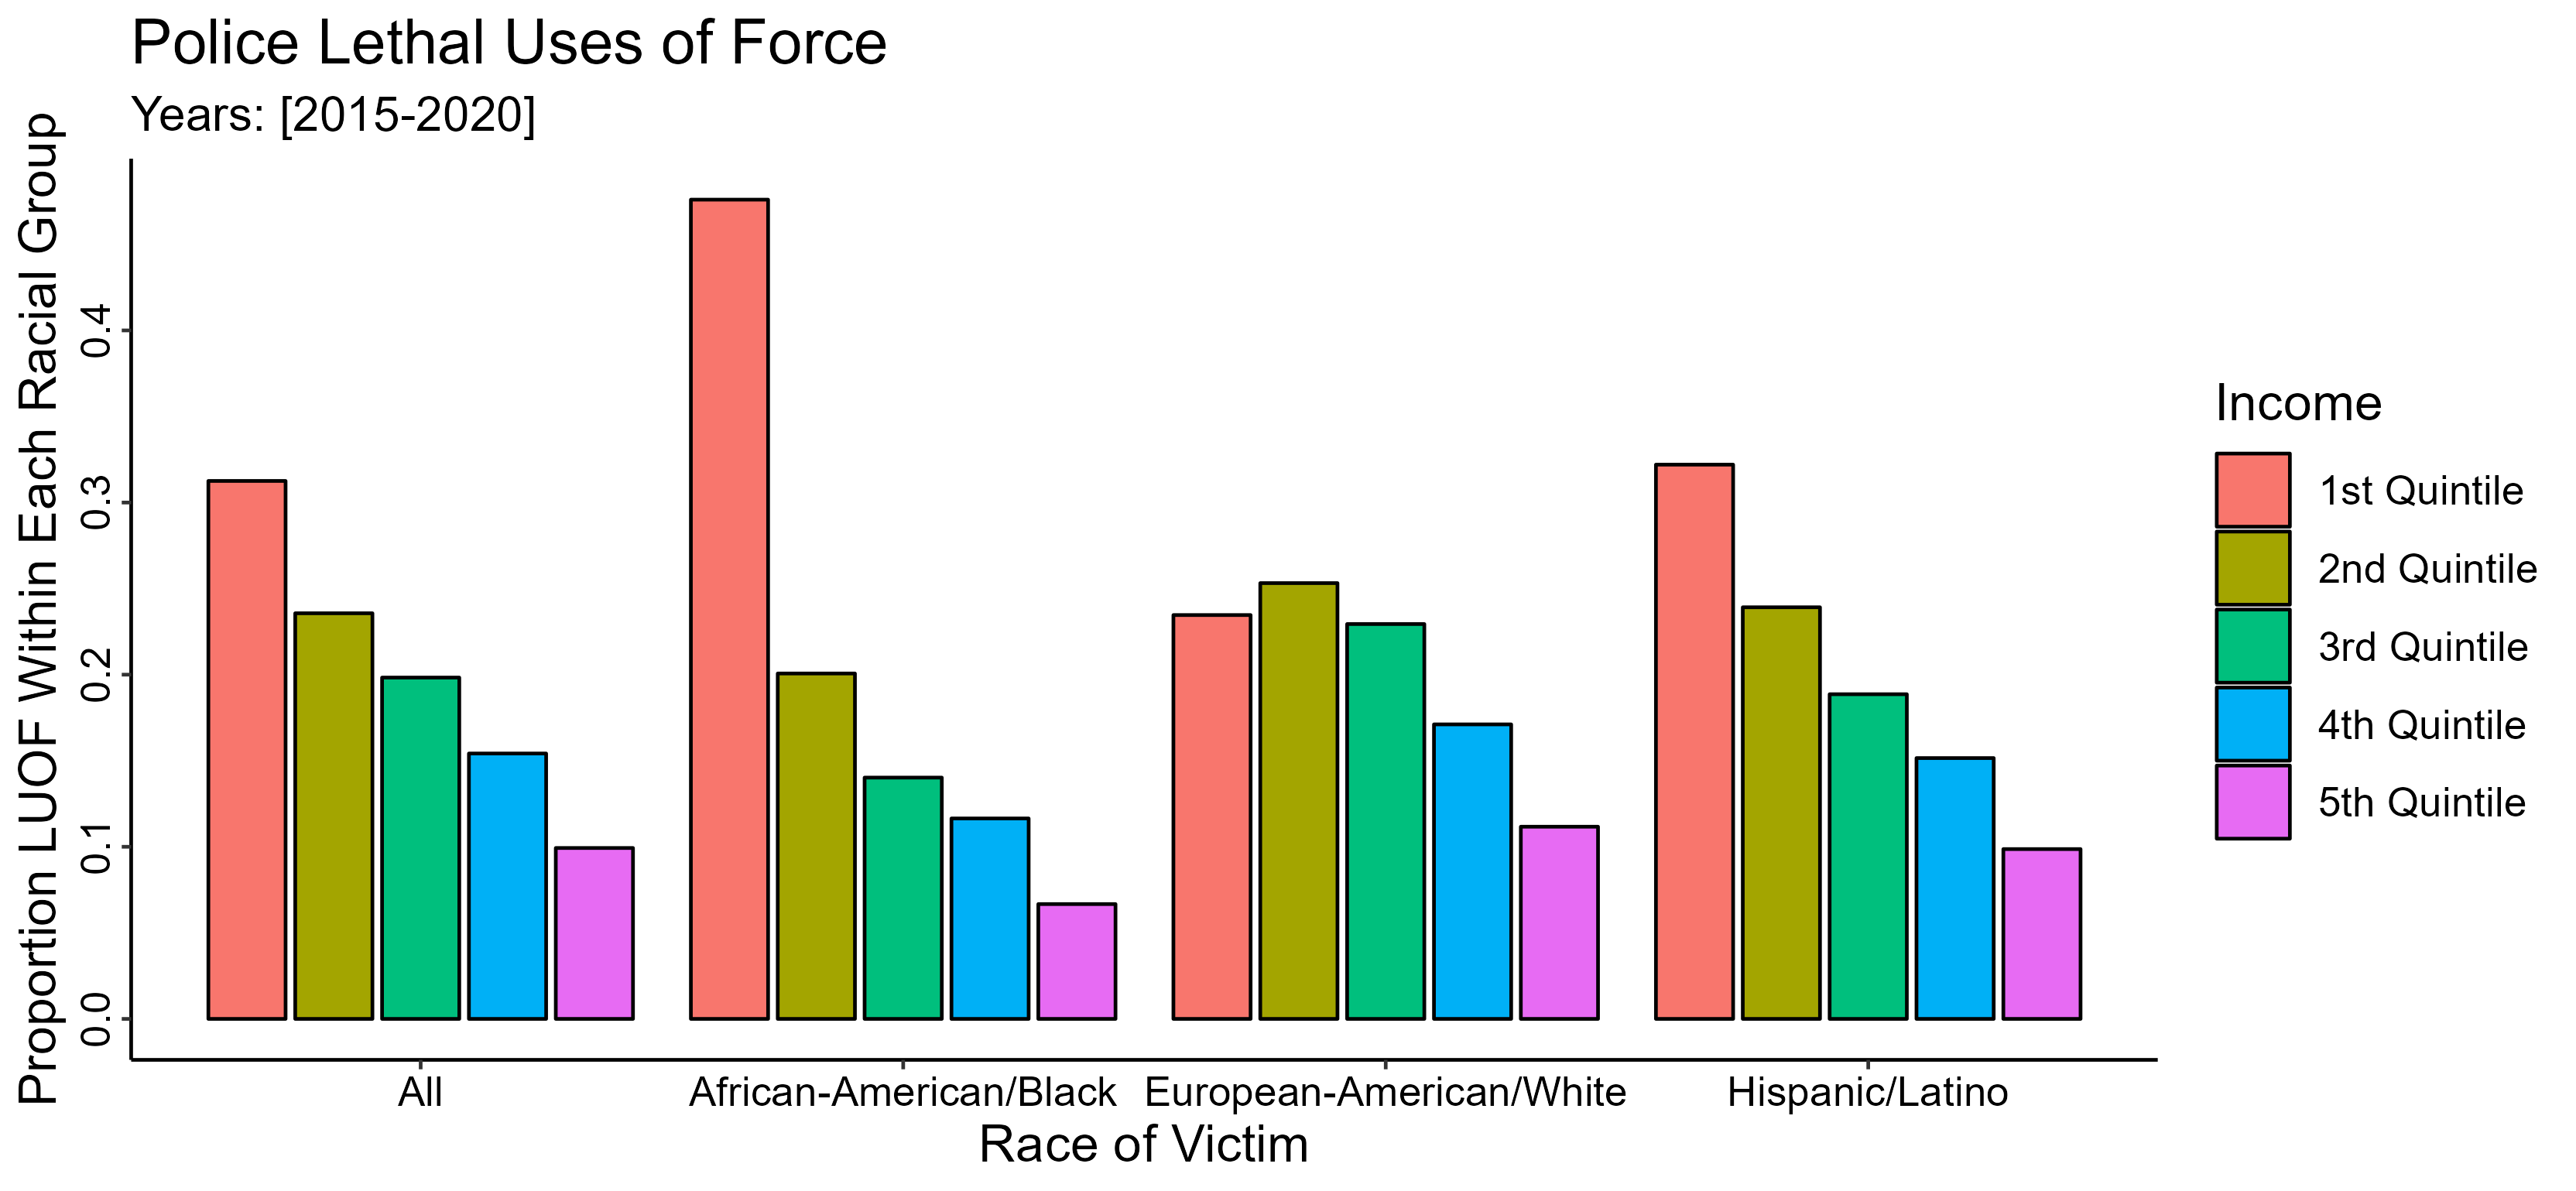 Police Lethal Uses of Force
Years: [2015-2020]
Proportion LUOF Within Each Racial Group
0.4
0.3
0.2
0.1
0.0
All
African-American/Black
European-American/White
Hispanic/Latino
Race of Victim
Income
1st Quintile
2nd Quintile
3rd Quintile
4th Quintile
5th Quintile